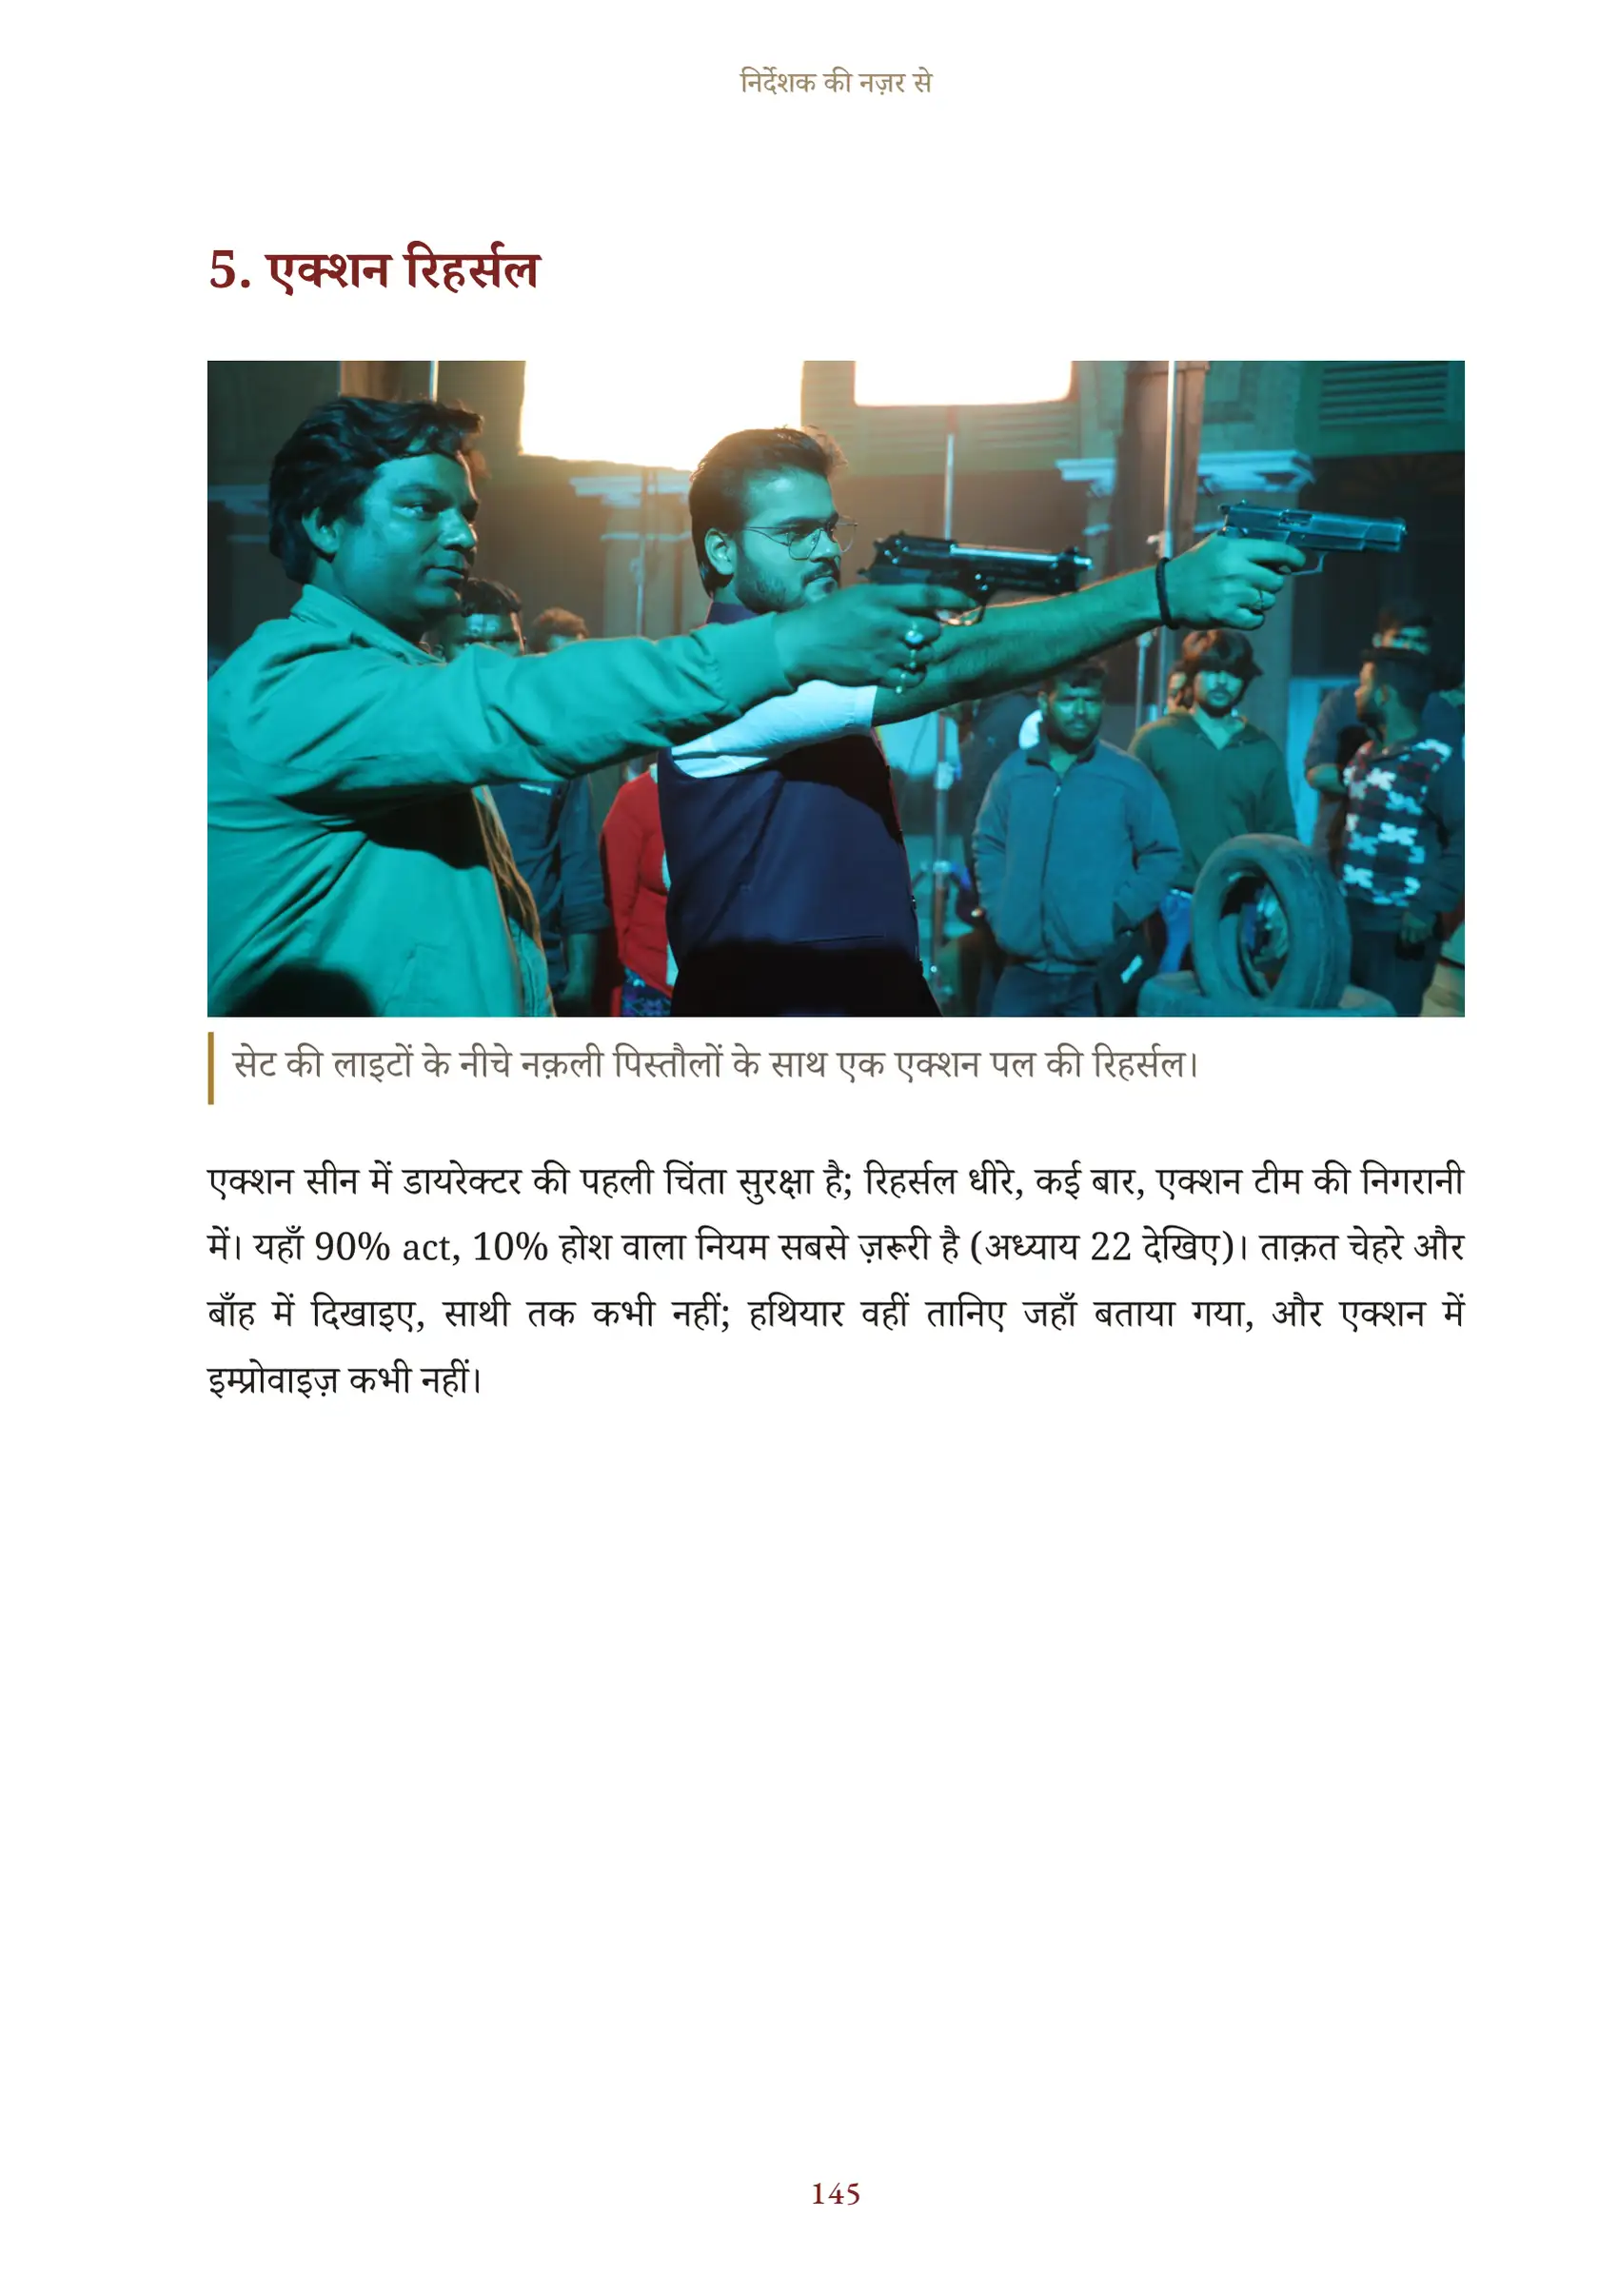 निर्देशक की नज़र से
5. एक्शन रिहर्सल
सेट की लाइटों के नीचे नक़ली पिस्तौलों के साथ एक एक्शन पल की रिहर्सल।
एक्शन सीन में डायरेक्टर की पहली चिंता सुरक्षा है; रिहर्सल धीरे, कई बार, एक्शन टीम की निगरानी
में। यहाँ 90% act, 10% होश वाला नियम सबसे ज़रूरी है (अध्याय 22 देखिए)। ताक़त चेहरे और
बाँह में दिखाइए, साथी तक कभी नहीं; हथियार वहीं तानिए जहाँ बताया गया, और एक्शन में
इम्प्रोवाइज़ कभी नहीं।
145